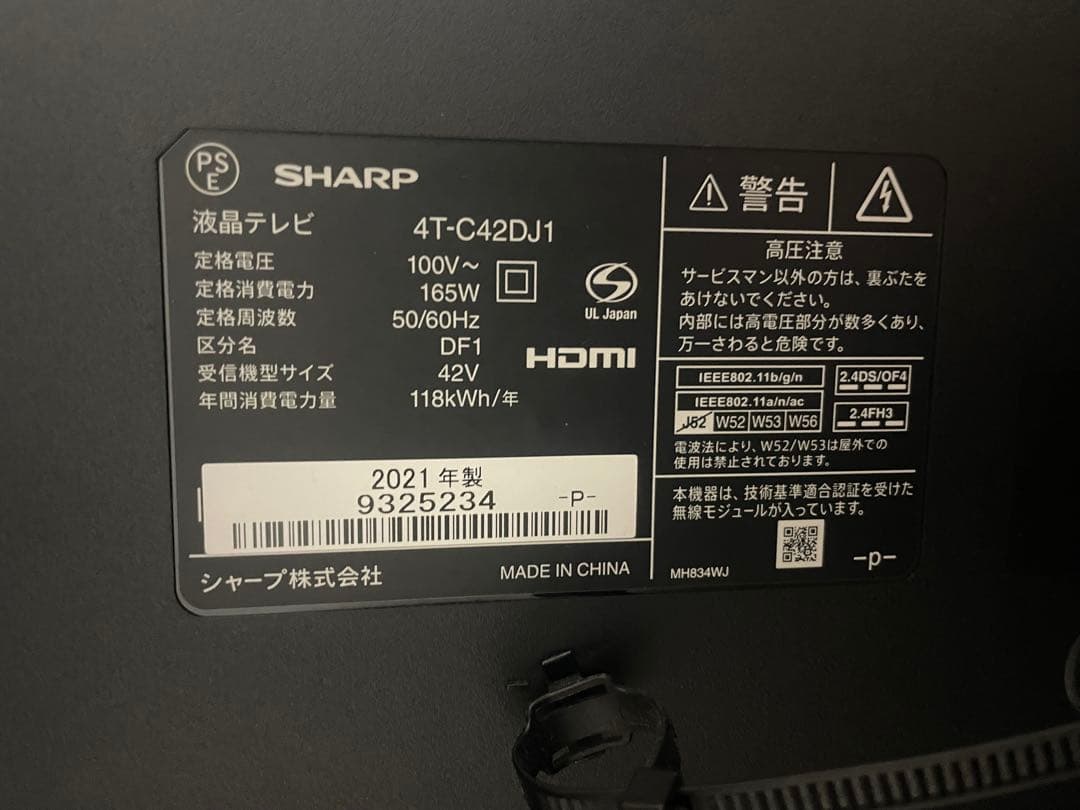 PSE
SHARP
液晶テレビ 4T-C42DJ1
定格電圧 100V～
定格消費電力 165W
定格周波数 50/60Hz
区分名 DF1
受信機型サイズ 42V
年間消費電力量 118kWh/年
UL Japan
HDMI
2021 年製
9325234 -P-
シャープ株式会社 MADE IN CHINA
警告
高圧注意
サービスマン以外の方は、裏ぶたを
あけないでください。
内部には高電圧部分が数多くあり、
万一さわると危険です。
IEEE802.11b/g/n 2.4DS/OF4
IEEE802.11a/n/ac
J52 W52 W53 W56 2.4FH3
電波法により、W52/W53は屋外での
使用は禁止されております。
本機器は、技術基準適合認証を受けた
無線モジュールが入っています。
MH834WJ -p-